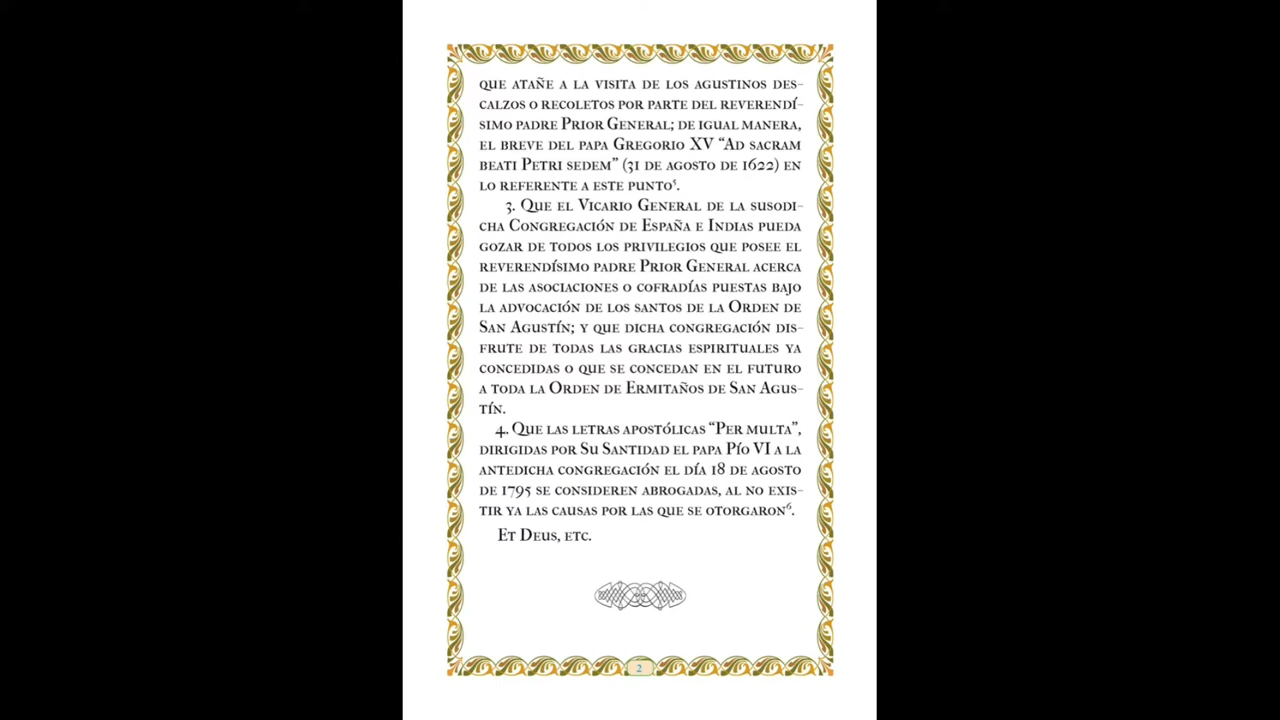 que atañe a la visita de los agustinos des-
calzos o recoletos por parte del reverendí-
simo padre Prior General; de igual manera,
el breve del papa Gregorio XV “Ad sacram
beati Petri sedem” (31 de agosto de 1622) en
lo referente a este punto⁵.
3. Que el Vicario General de la susodi-
cha Congregación de España e Indias pueda
gozar de todos los privilegios que posee el
reverendísimo padre Prior General acerca
de las asociaciones o cofradías puestas bajo
la advocación de los santos de la Orden de
San Agustín; y que dicha congregación dis-
frute de todas las gracias espirituales ya
concedidas o que se concedan en el futuro
a toda la Orden de Ermitaños de San Agus-
tín.
4. Que las letras apostólicas “Per multa”,
dirigidas por Su Santidad el papa Pío VI a la
antedicha congregación el día 18 de agosto
de 1795 se consideren abrogadas, al no exis-
tir ya las causas por las que se otorgaron⁶.
Et Deus, etc.
2